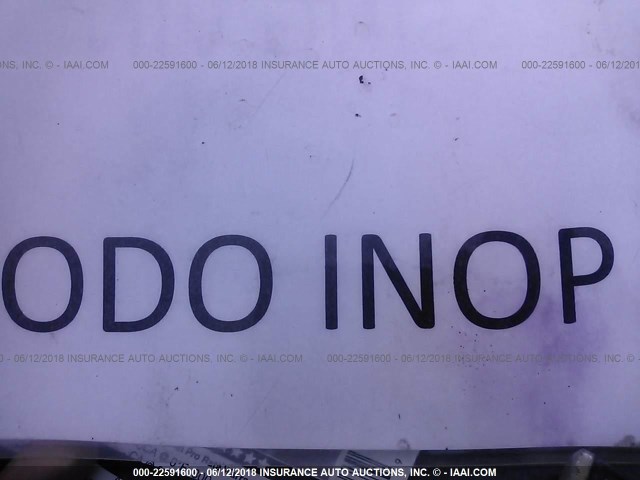 NS, INC. © - IAAI.COM 000-22591600 - 06/12/2018 INSURANCE AUTO AUCTIONS, INC. © - IAAI.COM 000-22591600 - 06/12/2018
ODO INOP
0 - 06/12/2018 INSURANCE AUTO AUCTIONS, INC. © - IAAI.COM 000-22591600 - 06/12/2018 INSURANCE AUTO AUCTIONS, INC. ©
000-22591600 - 06/12/2018 INSURANCE AUTO AUCTIONS, INC. © - IAAI.COM